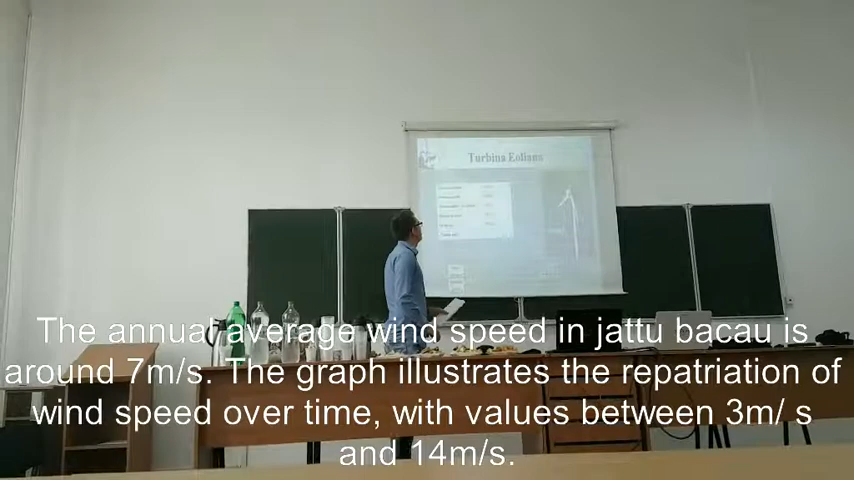 Turbina Eoliana
The annual average wind speed in jattu bacau is
around 7m/s. The graph illustrates the repatriation of
wind speed over time, with values between 3m/ s
and 14m/s.